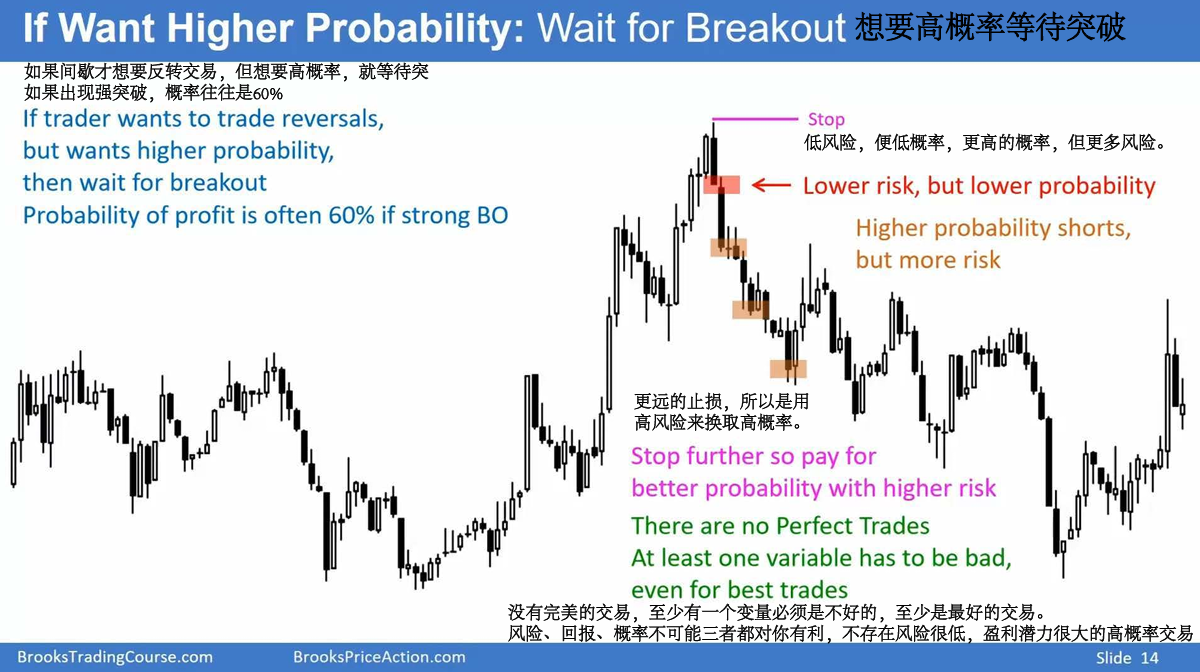 If Want Higher Probability: Wait for Breakout 想要高概率等待突破
如果间歇才想要反转交易，但想要高概率，就等待突
如果出现强突破，概率往往是60%
If trader wants to trade reversals,
but wants higher probability,
then wait for breakout
Probability of profit is often 60% if strong BO
Stop
低风险，便低概率，更高的概率，但更多风险。
Lower risk, but lower probability
Higher probability shorts,
but more risk
更远的止损，所以是用
高风险来换取高概率。
Stop further so pay for
better probability with higher risk
There are no Perfect Trades
At least one variable has to be bad,
even for best trades
没有完美的交易，至少有一个变量必须是不好的，至少是最好的交易。
风险、回报、概率不可能三者都对你有利，不存在风险很低，盈利潜力很大的高概率交易
BrooksTradingCourse.com
BrooksPriceAction.com
Slide 14